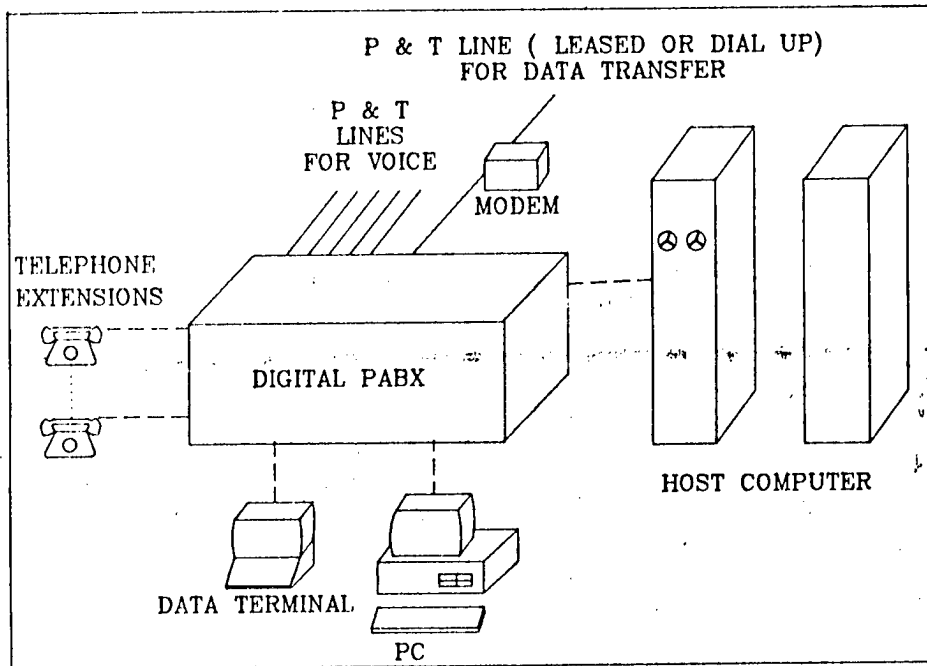 P & T LINE ( LEASED OR DIAL UP)
FOR DATA TRANSFER
P & T
LINES
FOR VOICE
MODEM
TELEPHONE
EXTENSIONS
DIGITAL PABX
HOST COMPUTER
DATA TERMINAL
PC